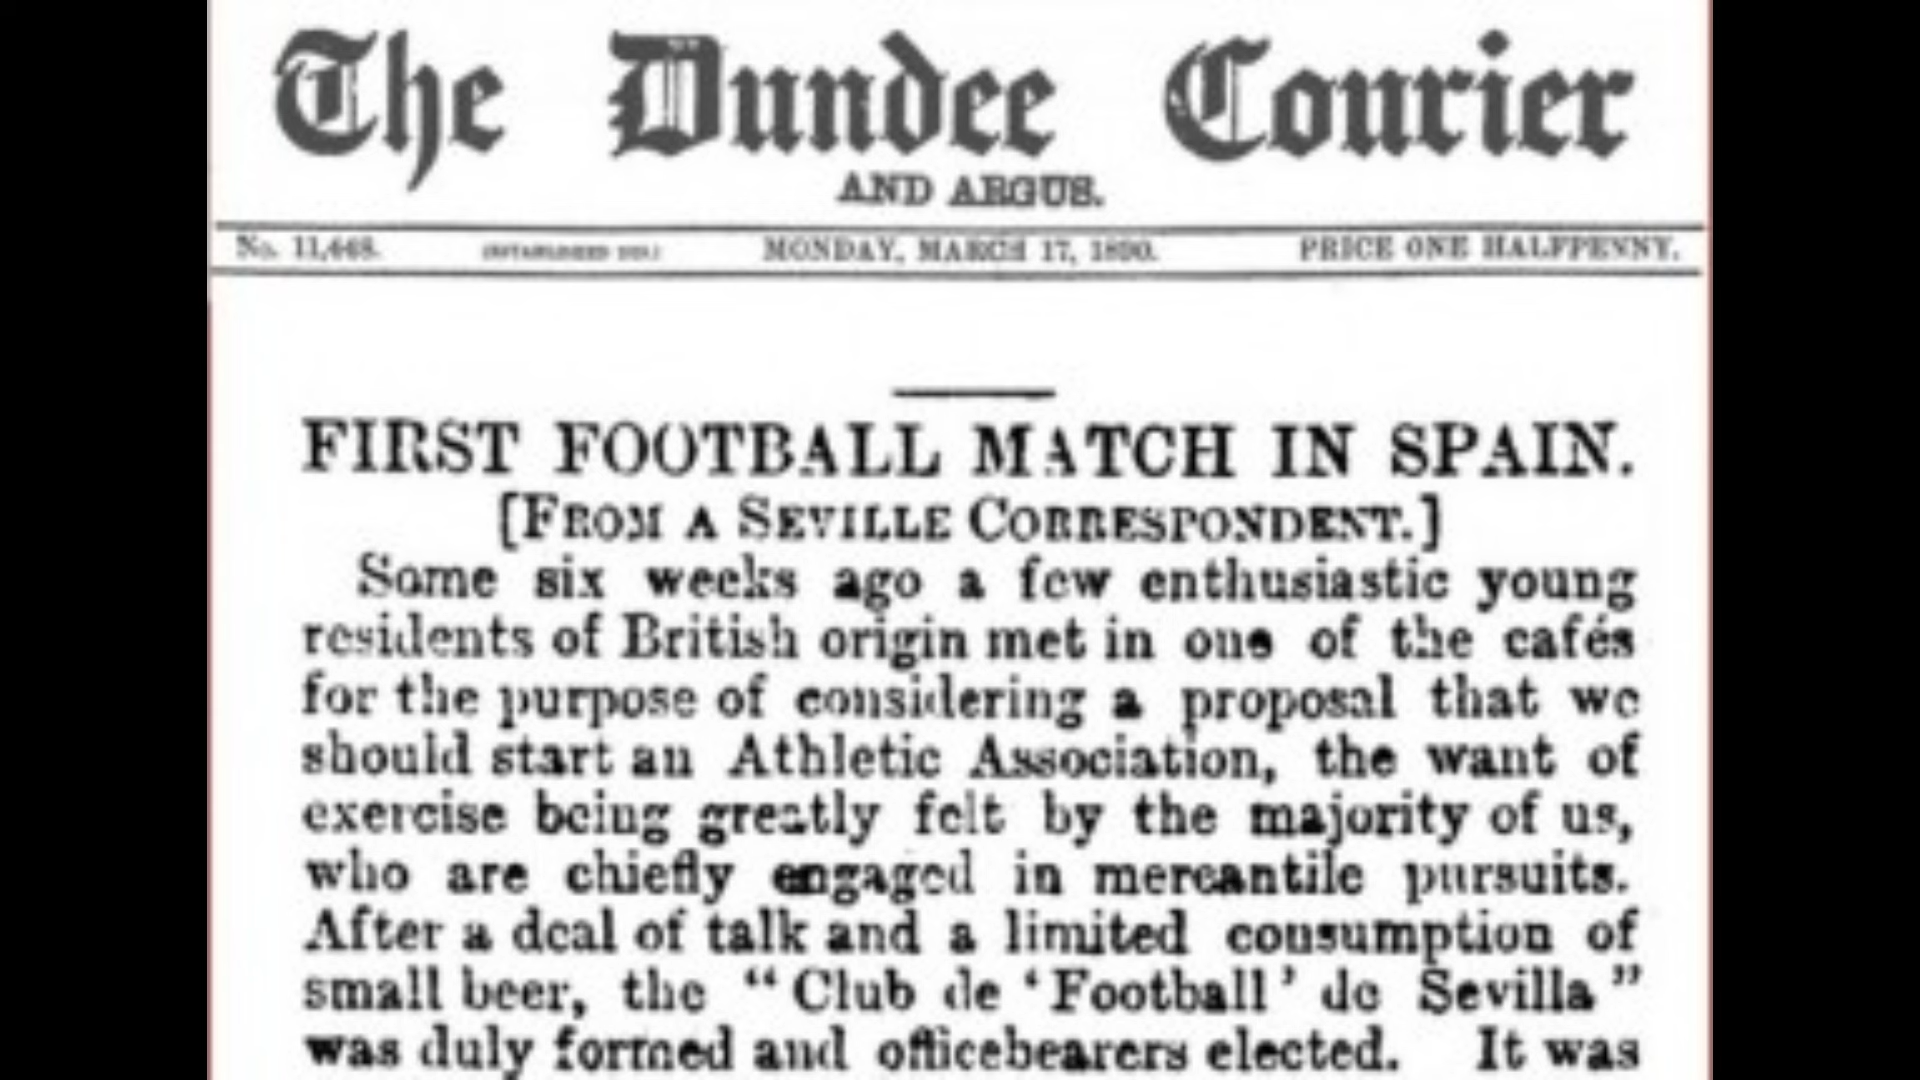 The Dundee Courier
AND ARGUS.
No. 11,448. MONDAY, MARCH 17, 1890. PRICE ONE HALFPENNY.
FIRST FOOTBALL MATCH IN SPAIN.
[FROM A SEVILLE CORRESPONDENT.]
Some six weeks ago a few enthusiastic young
residents of British origin met in one of the cafés
for the purpose of considering a proposal that we
should start an Athletic Association, the want of
exercise being greatly felt by the majority of us,
who are chiefly engaged in mercantile pursuits.
After a deal of talk and a limited consumption of
small beer, the "Club de 'Football' de Sevilla"
was duly formed and officebearers elected. It was